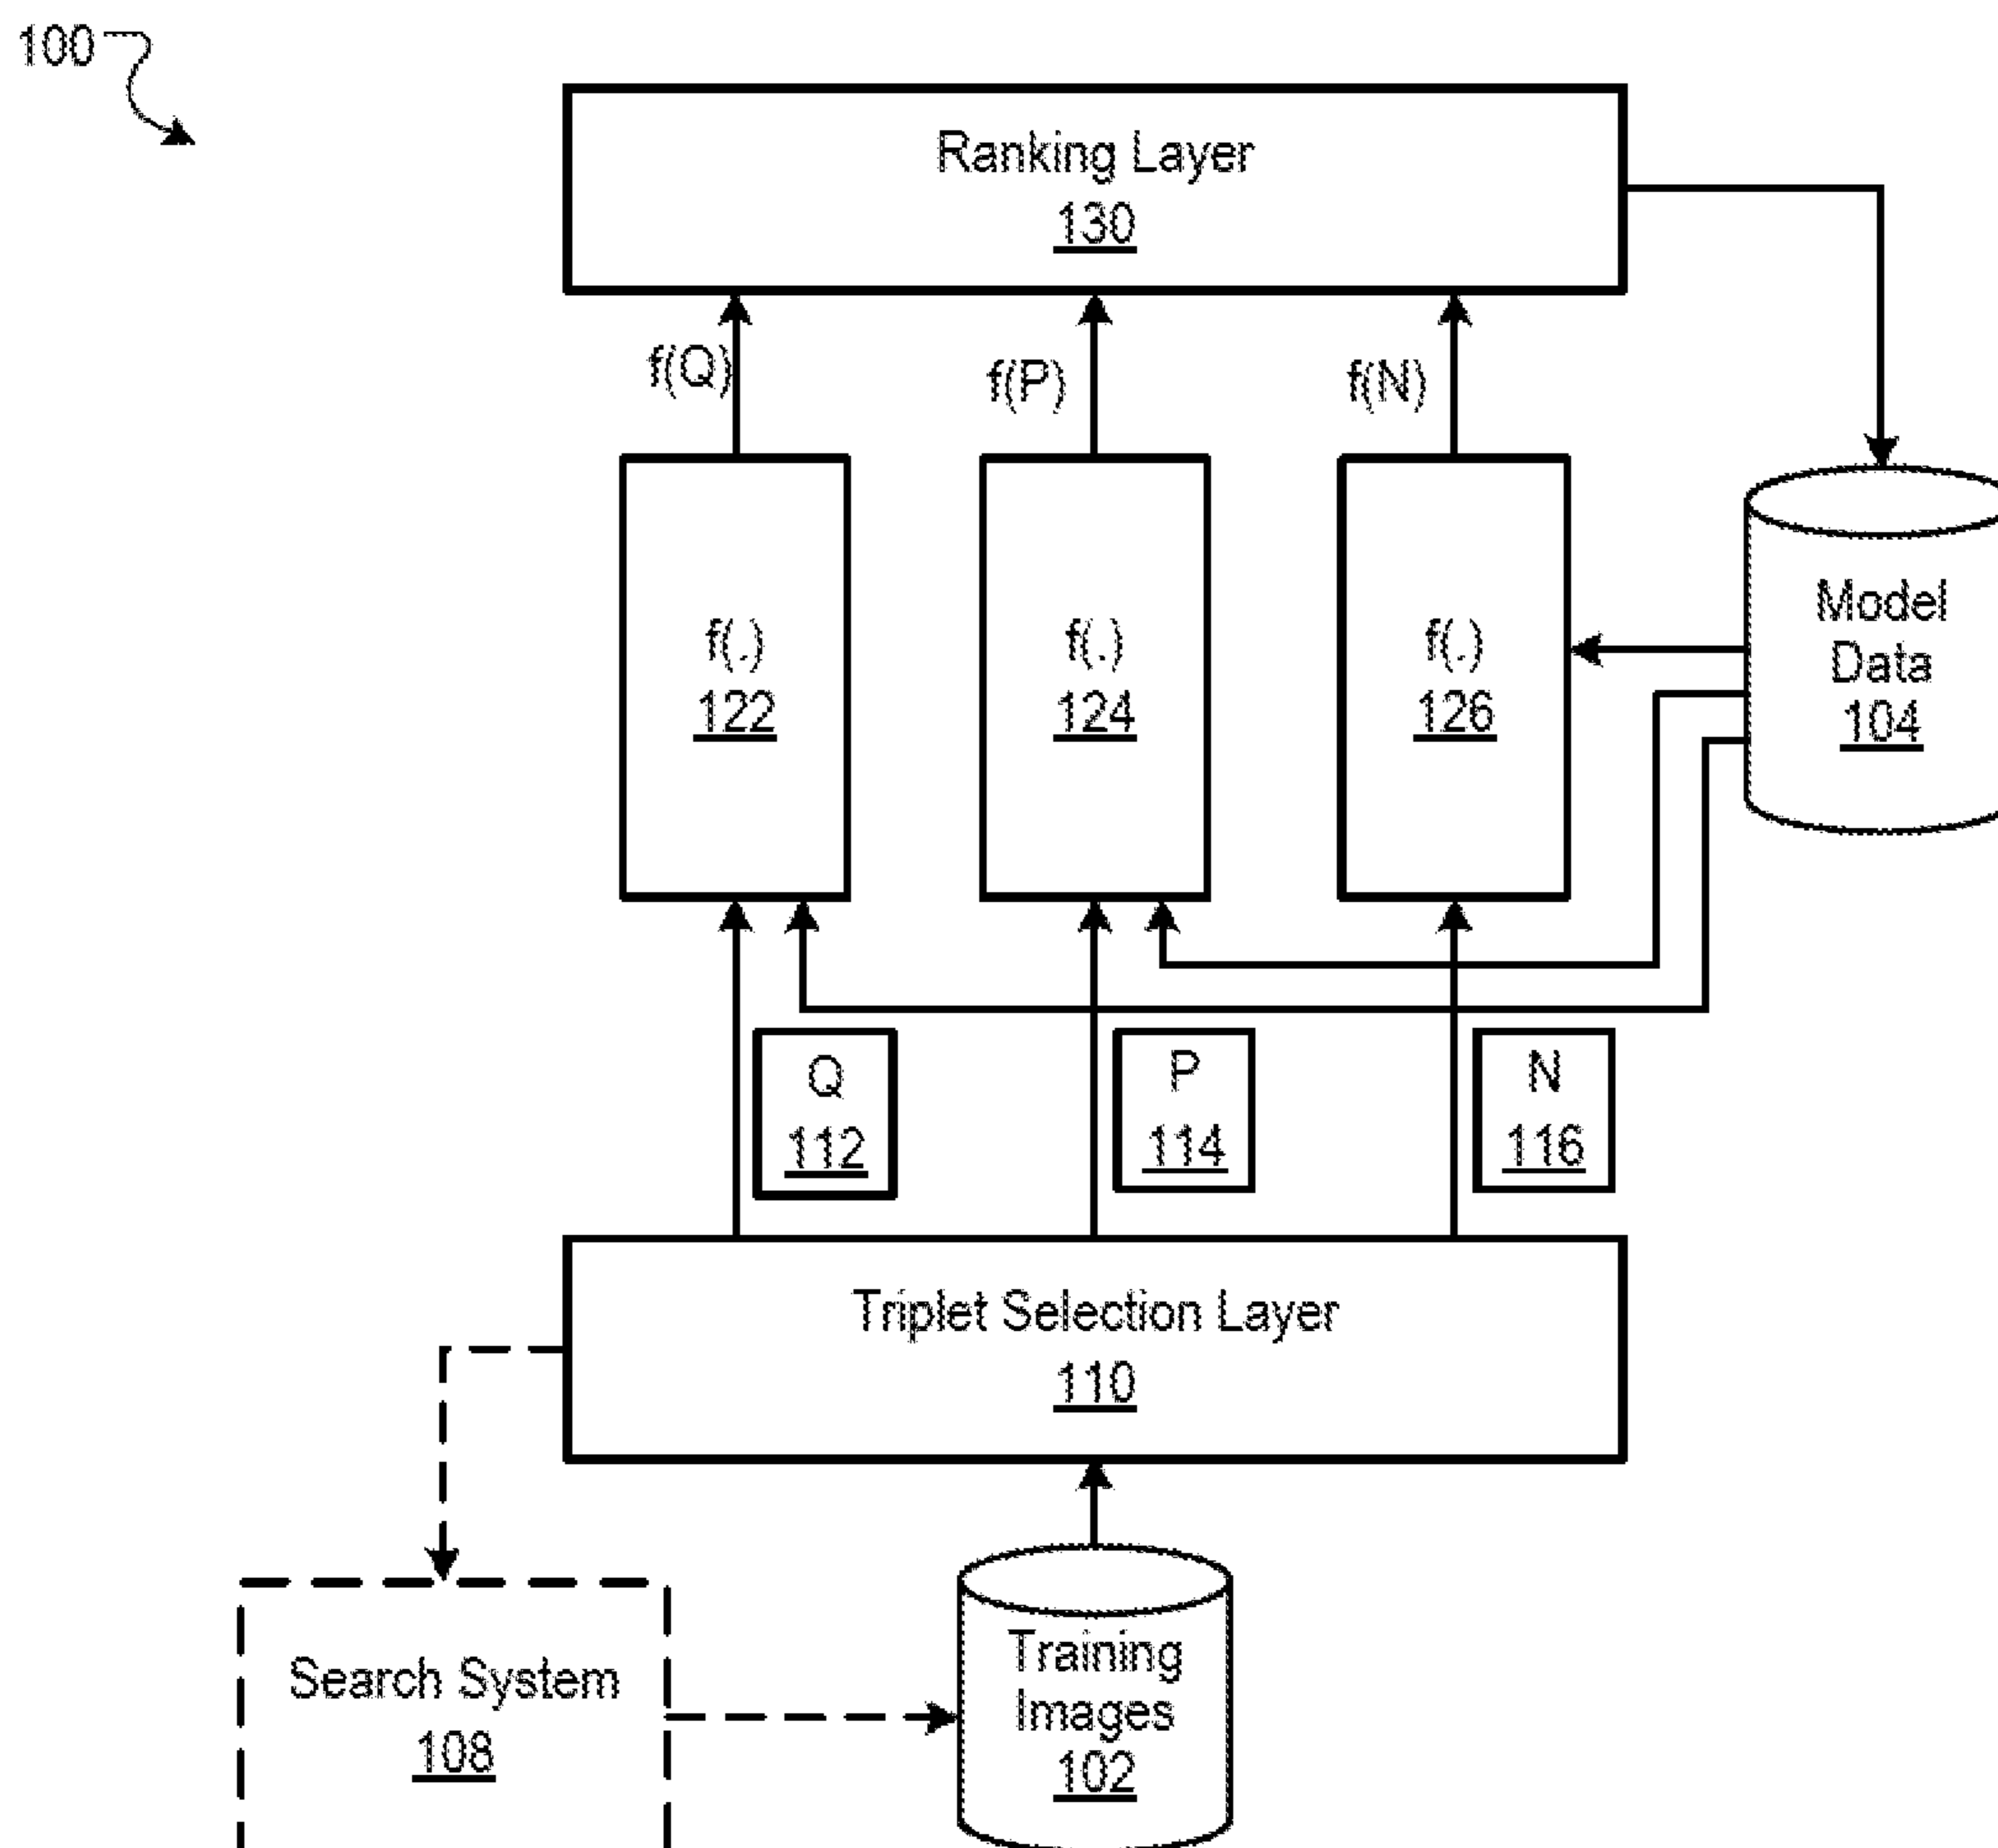 100
Ranking Layer
130
f(Q)
f(P)
f(N)
f(.)
122
f(.)
124
f(.)
126
Model
Data
104
Q
112
P
114
N
116
Triplet Selection Layer
110
Search System
108
Training
Images
102